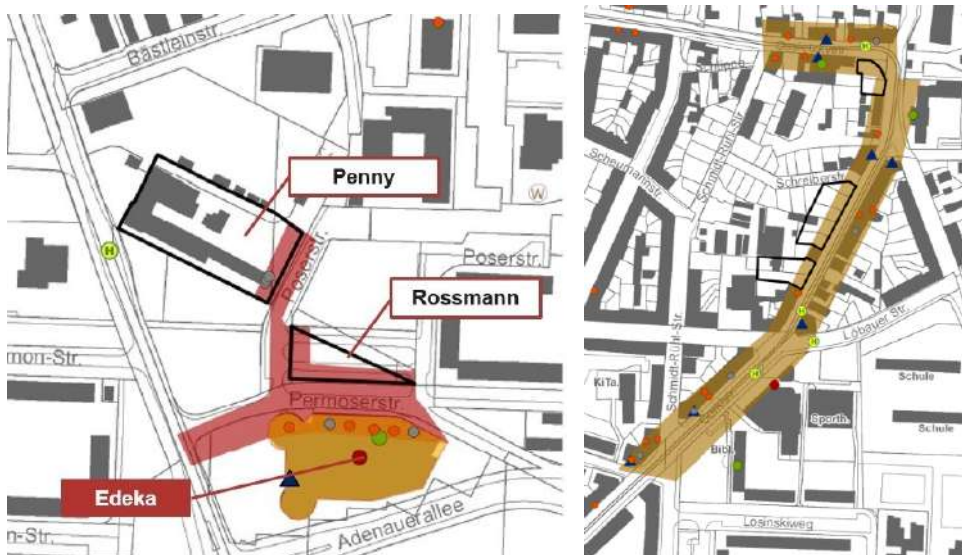 Bästleinstr.
Penny
W
H
Poserstr.
Poserstr.
Rossmann
mon-Str.
Permoserstr.
Edeka
Adenauerallee
Str.
H
Schmidt-Rühl-Str.
Scheumannstr.
Schreiberstr.
H
Löbauer Str.
H
Schmidt-Rühl-Str.
KiTa.
H
Schule
Sporth.
Schule
Bibl.
Losinskiweg